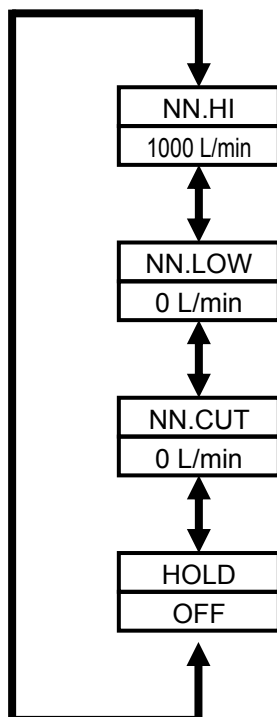 NN.HI
1000 L/min
NN.LOW
0 L/min
NN.CUT
0 L/min
HOLD
OFF